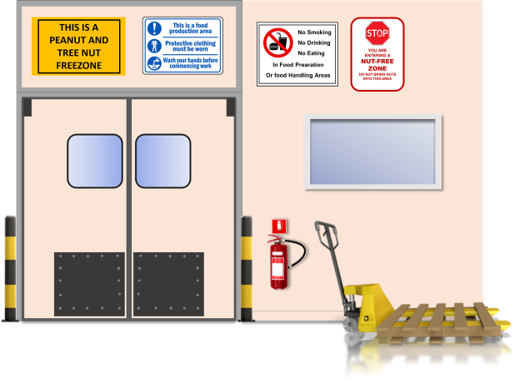 THIS IS A
PEANUT AND
TREE NUT
FREEZONE
This is a food
production area
Protective clothing
must be worn
Wash your hands before
commencing work
No Smoking
No Drinking
No Eating
In Food Prearation
Or food Handling Areas
STOP
YOU ARE
ENTERING A
NUT-FREE
ZONE
DO NOT BRING NUTS
INTO THIS AREA